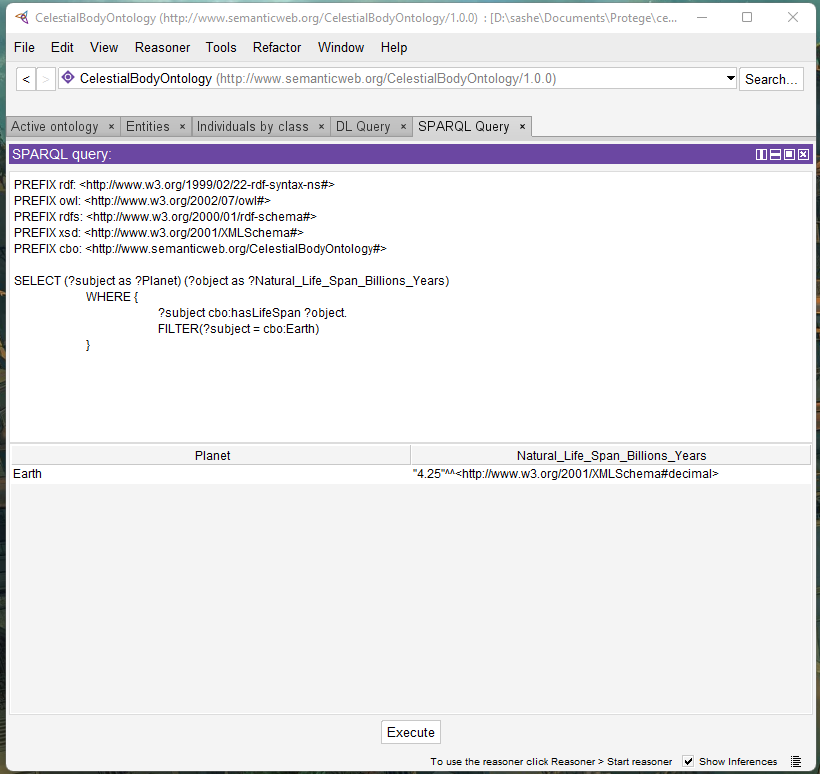 CelestialBodyOntology (http://www.semanticweb.org/CelestialBodyOntology/1.0.0) : [D:\sashe\Documents\Protege\ce...
File Edit View Reasoner Tools Refactor Window Help
< > CelestialBodyOntology (http://www.semanticweb.org/CelestialBodyOntology/1.0.0) Search...
Active ontology × Entities × Individuals by class × DL Query × SPARQL Query ×
SPARQL query:
PREFIX rdf: <http://www.w3.org/1999/02/22-rdf-syntax-ns#>
PREFIX owl: <http://www.w3.org/2002/07/owl#>
PREFIX rdfs: <http://www.w3.org/2000/01/rdf-schema#>
PREFIX xsd: <http://www.w3.org/2001/XMLSchema#>
PREFIX cbo: <http://www.semanticweb.org/CelestialBodyOntology#>
SELECT (?subject as ?Planet) (?object as ?Natural_Life_Span_Billions_Years)
WHERE {
?subject cbo:hasLifeSpan ?object.
FILTER(?subject = cbo:Earth)
}
Planet Natural_Life_Span_Billions_Years
Earth "4.25"^^<http://www.w3.org/2001/XMLSchema#decimal>
Execute
To use the reasoner click Reasoner > Start reasoner Show Inferences